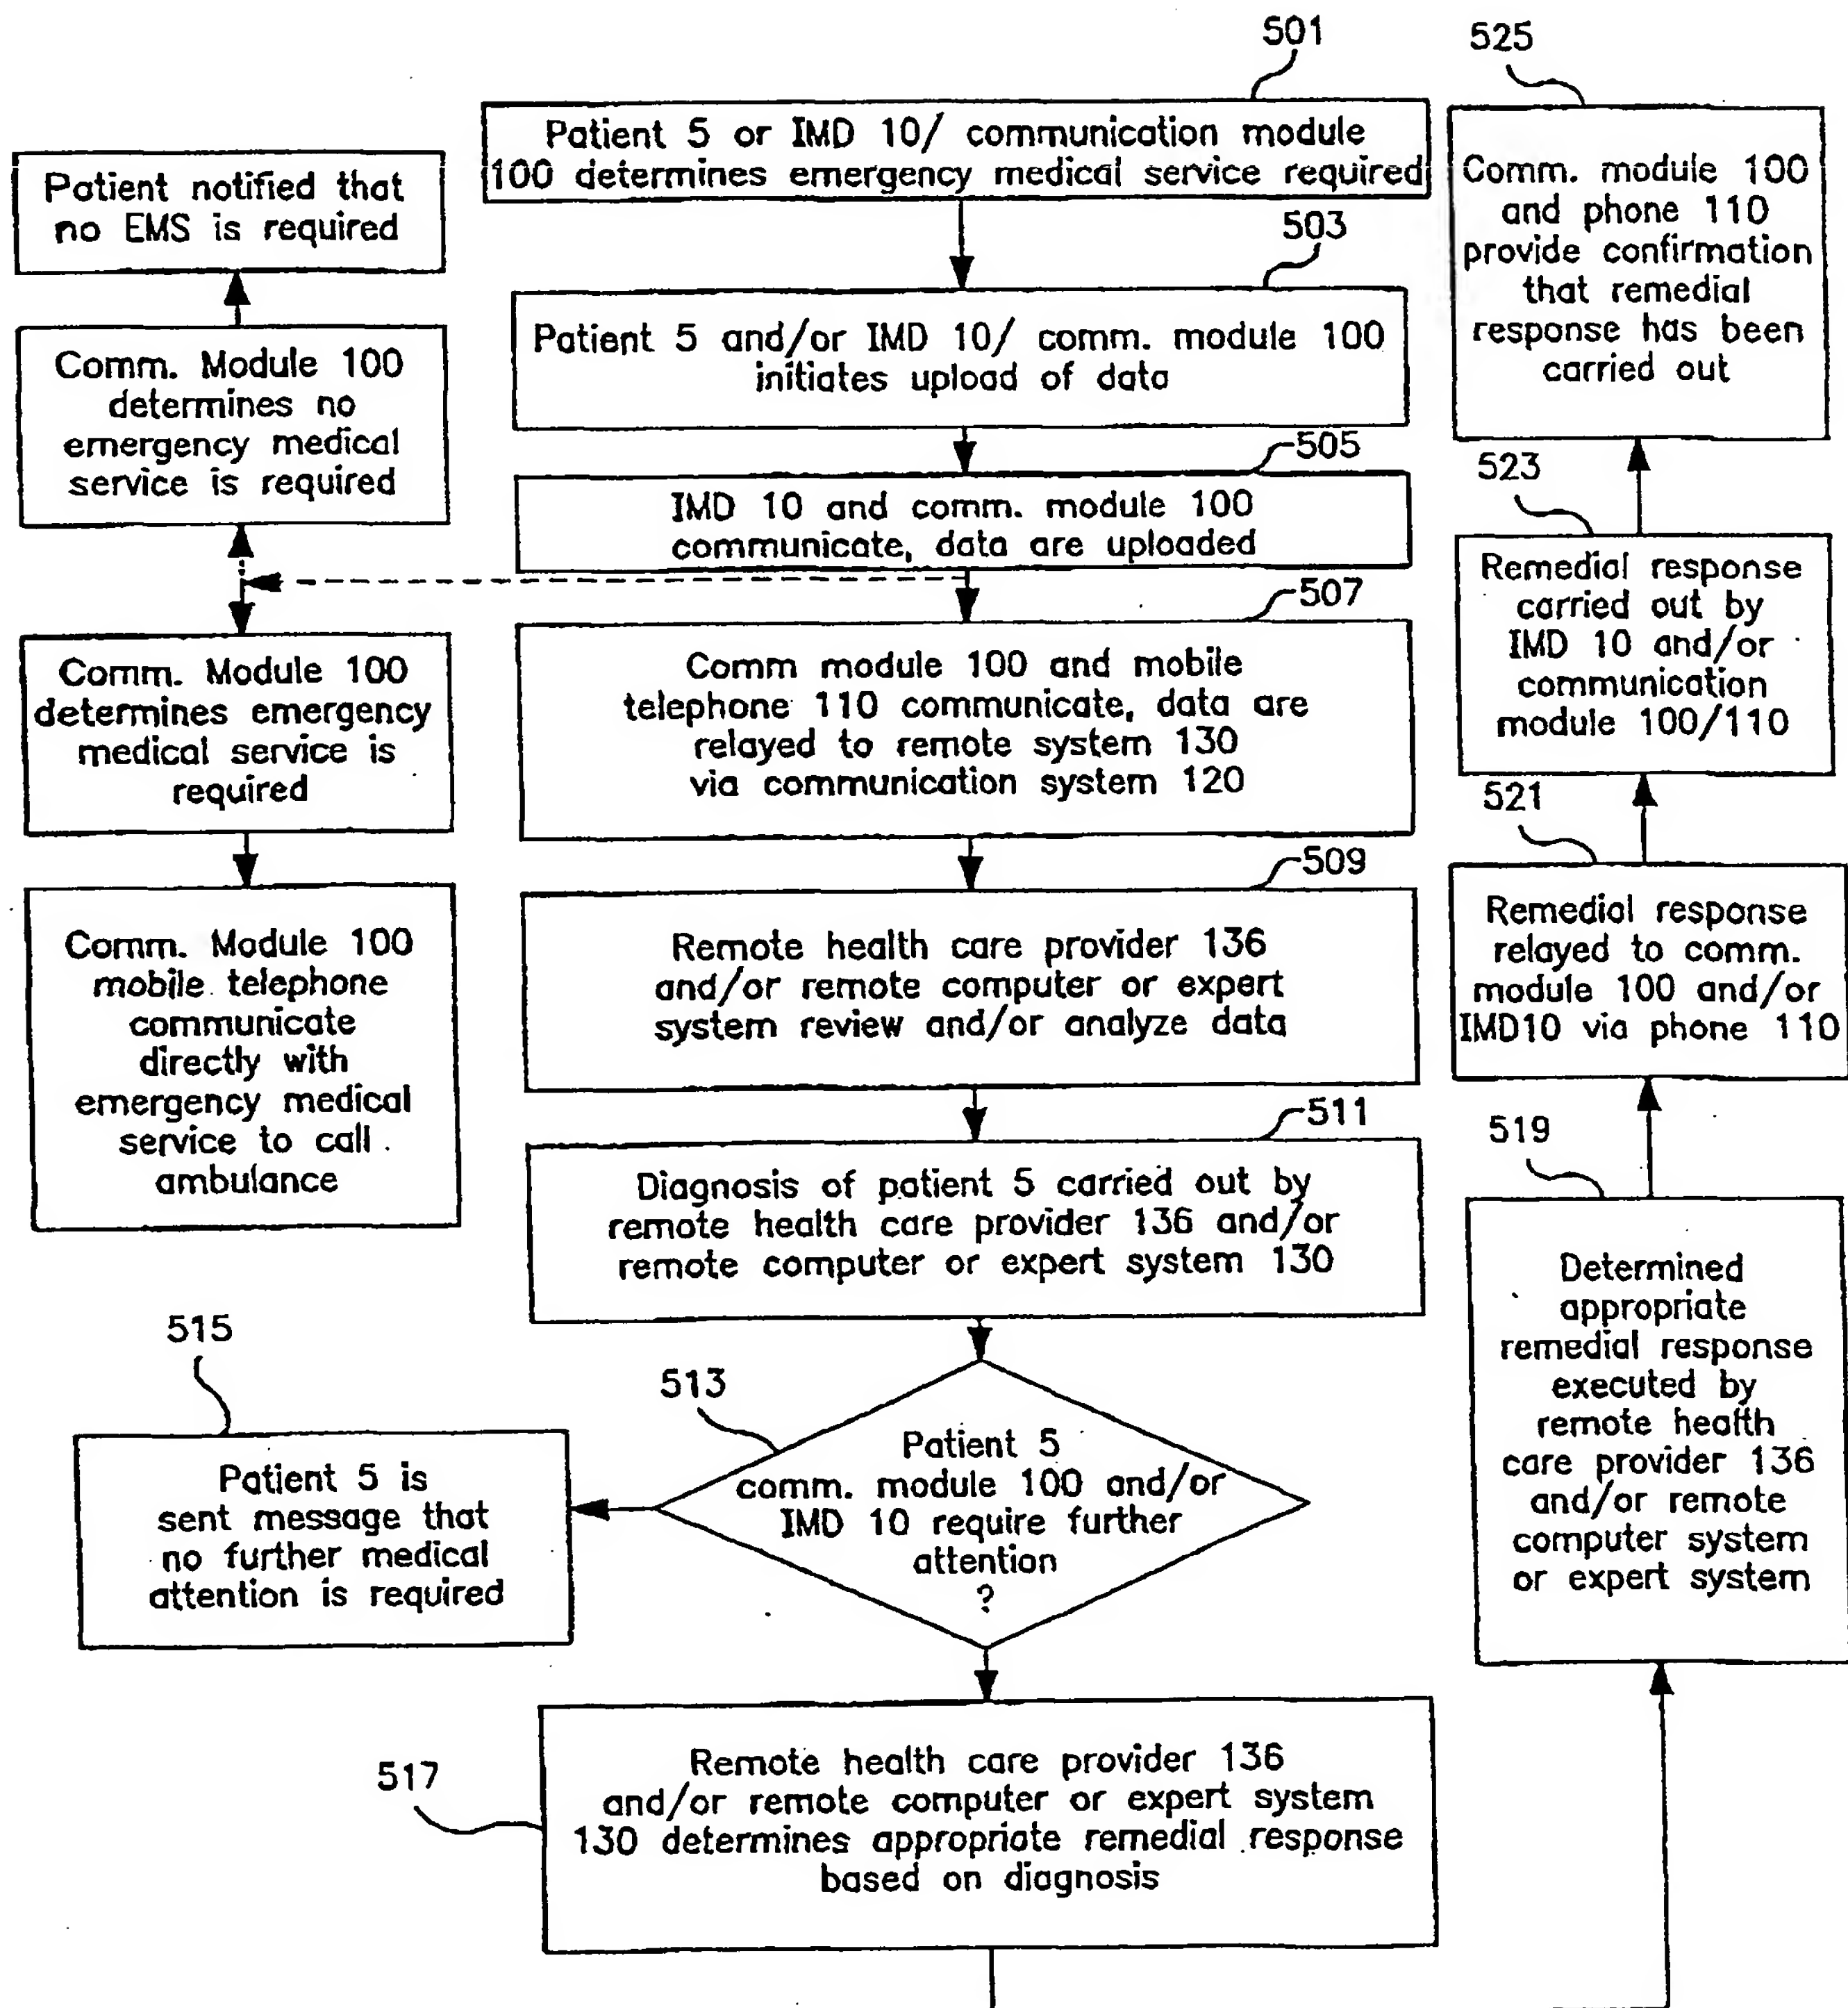 501
Patient 5 or IMD 10/ communication module
100 determines emergency medical service required
503
Patient 5 and/or IMD 10/ comm. module 100
initiates upload of data
505
IMD 10 and comm. module 100
communicate, data are uploaded
507
Comm module 100 and mobile
telephone 110 communicate, data are
relayed to remote system 130
via communication system 120
509
Remote health care provider 136
and/or remote computer or expert
system review and/or analyze data
511
Diagnosis of patient 5 carried out by
remote health care provider 136 and/or
remote computer or expert system 130
513
Patient 5
comm. module 100 and/or
IMD 10 require further
attention
?
515
Patient 5 is
sent message that
no further medical
attention is required
517
Remote health care provider 136
and/or remote computer or expert system
130 determines appropriate remedial response
based on diagnosis
519
Determined
appropriate
remedial response
executed by
remote health
care provider 136
and/or remote
computer system
or expert system
521
Remedial response
relayed to comm.
module 100 and/or
IMD10 via phone 110
523
Remedial response
carried out by
IMD 10 and/or
communication
module 100/110
525
Comm. module 100
and phone 110
provide confirmation
that remedial
response has been
carried out
Patient notified that
no EMS is required
Comm. Module 100
determines no
emergency medical
service is required
Comm. Module 100
determines emergency
medical service is
required
Comm. Module 100
mobile telephone
communicate
directly with
emergency medical
service to call
ambulance